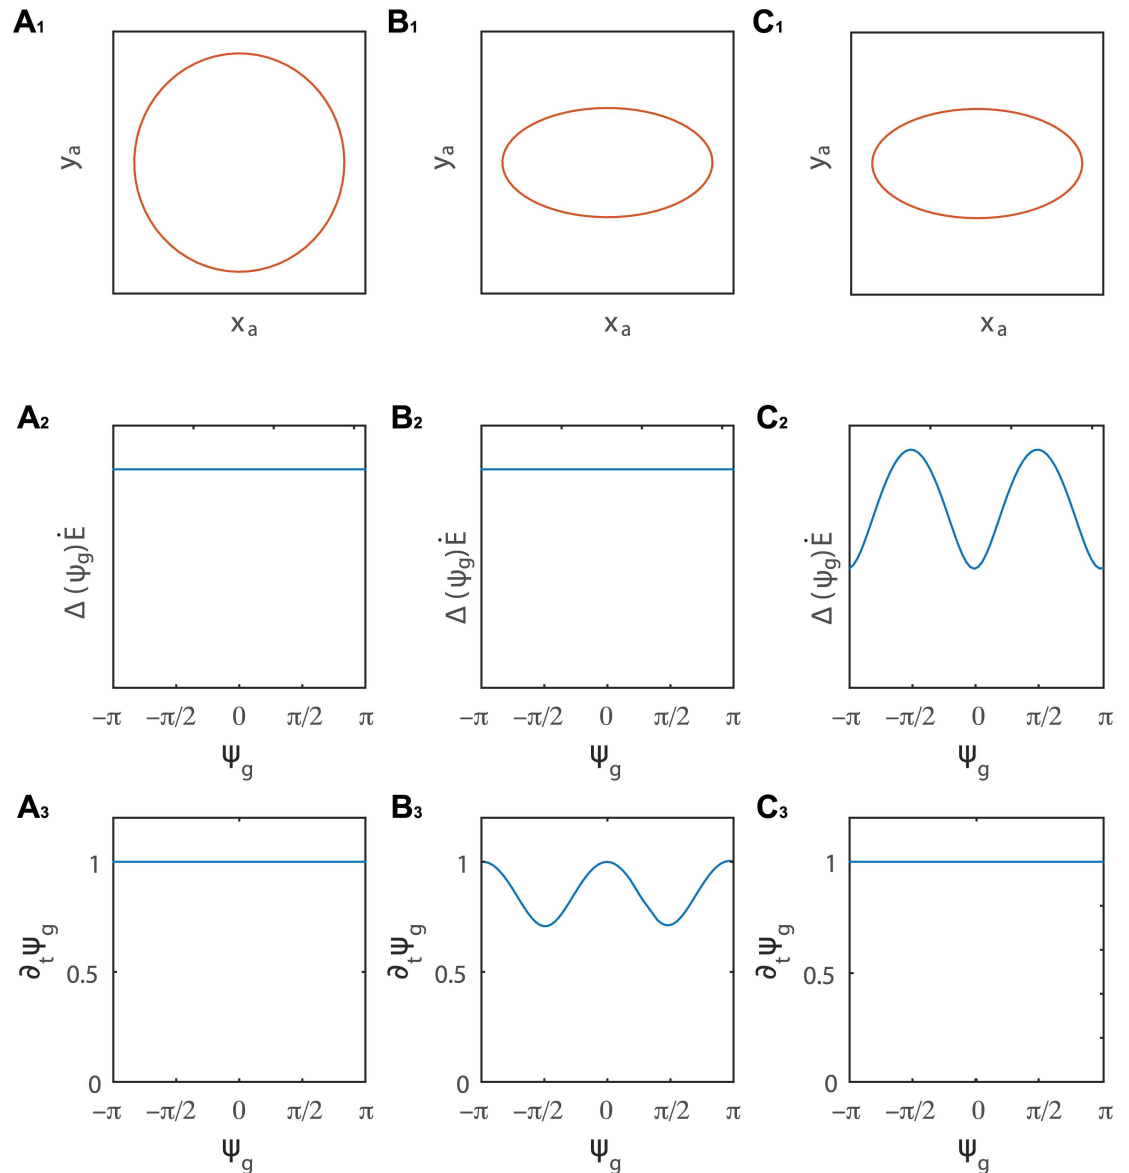 A1 B1 C1
ya ya ya
xa xa xa
A2 B2 C2
Δ (ψg) Ė Δ (ψg) Ė Δ (ψg) Ė
−π −π/2 0 π/2 π −π −π/2 0 π/2 π −π −π/2 0 π/2 π
ψg ψg ψg
A3 B3 C3
1 1 1
∂tψg ∂tψg ∂tψg
0.5 0.5 0.5
0 0 0
−π −π/2 0 π/2 π −π −π/2 0 π/2 π −π −π/2 0 π/2 π
ψg ψg ψg